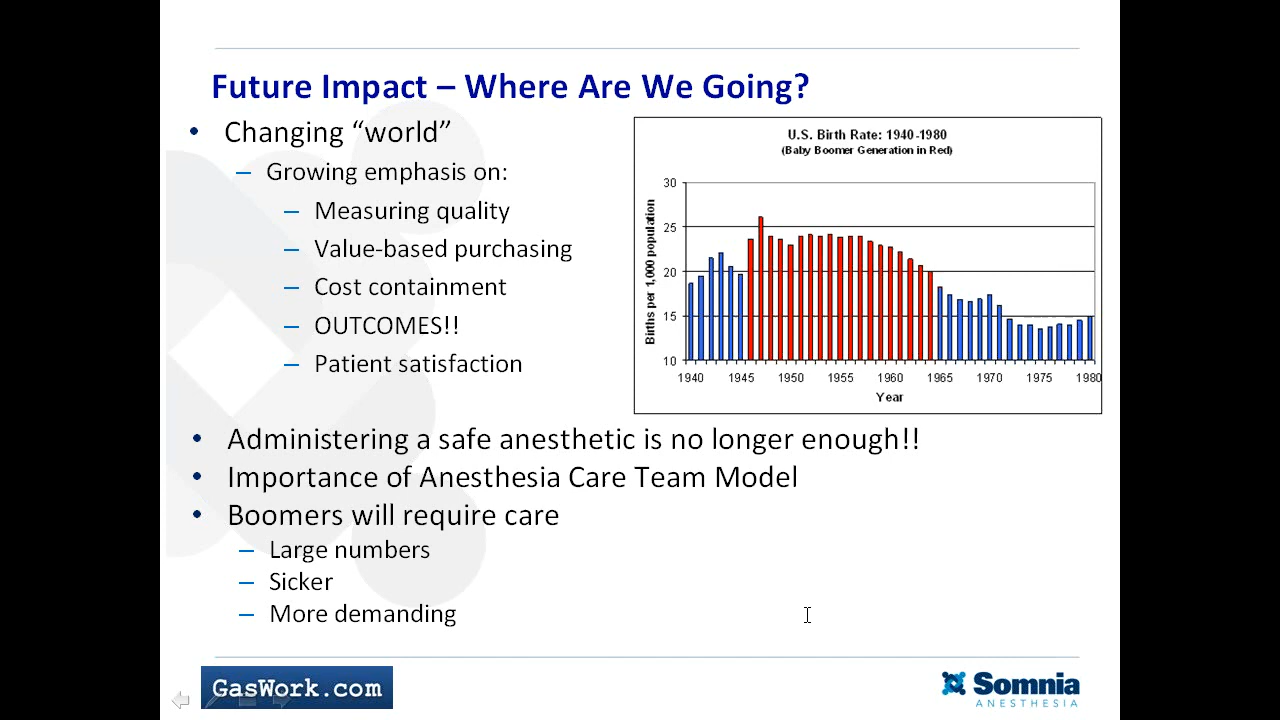 Future Impact – Where Are We Going?
• Changing “world”
– Growing emphasis on:
– Measuring quality
– Value-based purchasing
– Cost containment
– OUTCOMES!!
– Patient satisfaction
U.S. Birth Rate: 1940-1980
(Baby Boomer Generation in Red)
Births per 1,000 population
30
25
20
15
10
1940 1945 1950 1955 1960 1965 1970 1975 1980
Year
• Administering a safe anesthetic is no longer enough!!
• Importance of Anesthesia Care Team Model
• Boomers will require care
– Large numbers
– Sicker
– More demanding
GasWork.com
Somnia
ANESTHESIA